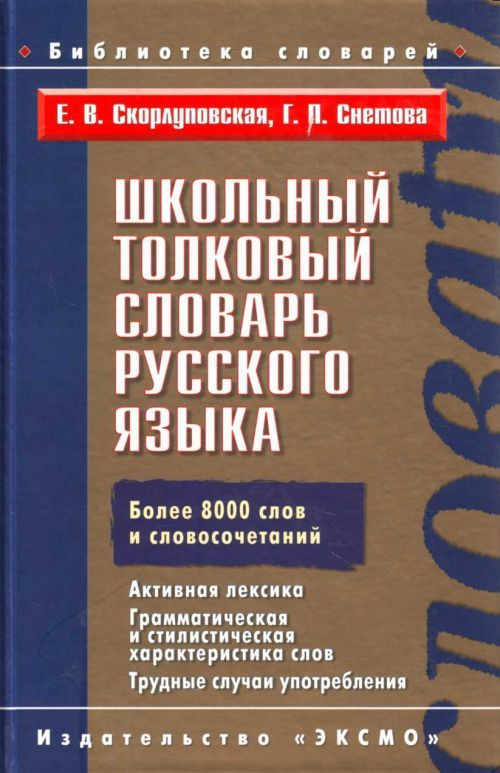 Библиотека словарей
Е. В. Скорлуповская, Г. П. Снетова
ШКОЛЬНЫЙ
ТОЛКОВЫЙ
СЛОВАРЬ
РУССКОГО
ЯЗЫКА
Более 8000 слов
и словосочетаний
Активная лексика
Грамматическая
и стилистическая
характеристика слов
Трудные случаи употребления
словари
Издательство «ЭКСМО»